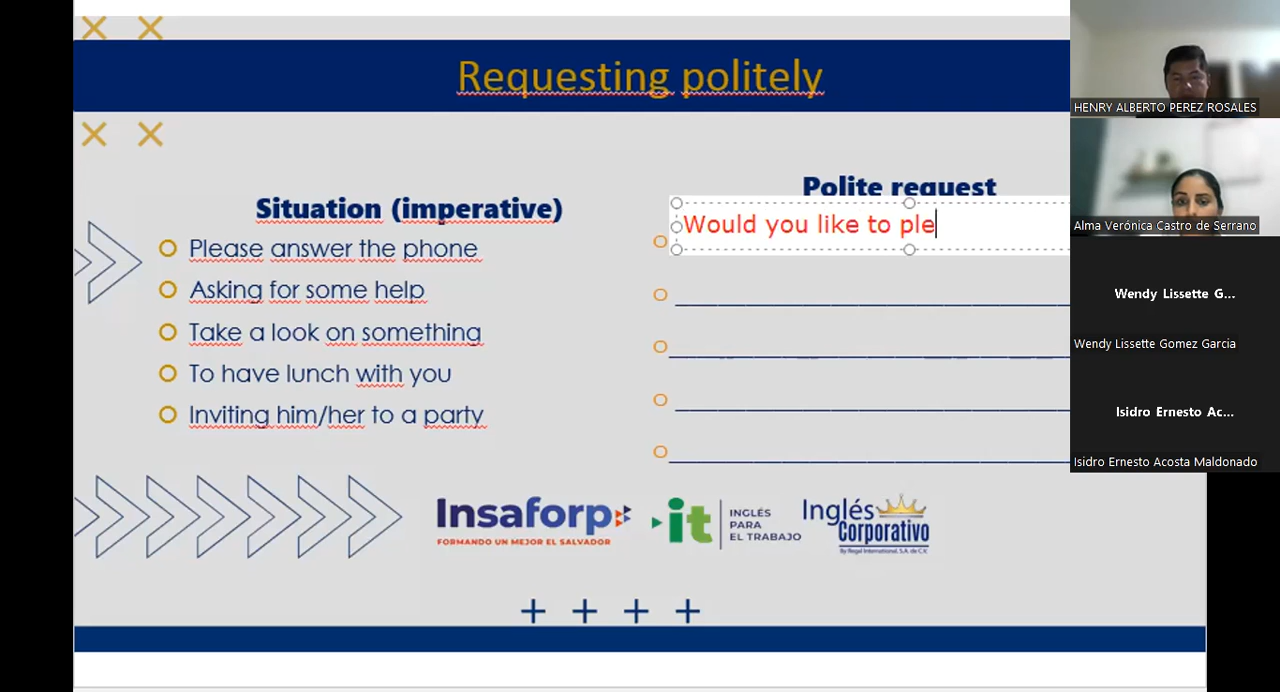 Requesting politely
Situation (imperative)
Please answer the phone
Asking for some help
Take a look on something
To have lunch with you
Inviting him/her to a party
Polite request
Would you like to ple
Insaforp
FORMANDO UN MEJOR EL SALVADOR
it
INGLÉS
PARA
EL TRABAJO
Inglés
Corporativo
By Regal International, S.A. de C.V.
HENRY ALBERTO PEREZ ROSALES
Alma Verónica Castro de Serrano
Wendy Lissette G...
Wendy Lissette Gomez Garcia
Isidro Ernesto Ac...
Isidro Ernesto Acosta Maldonado